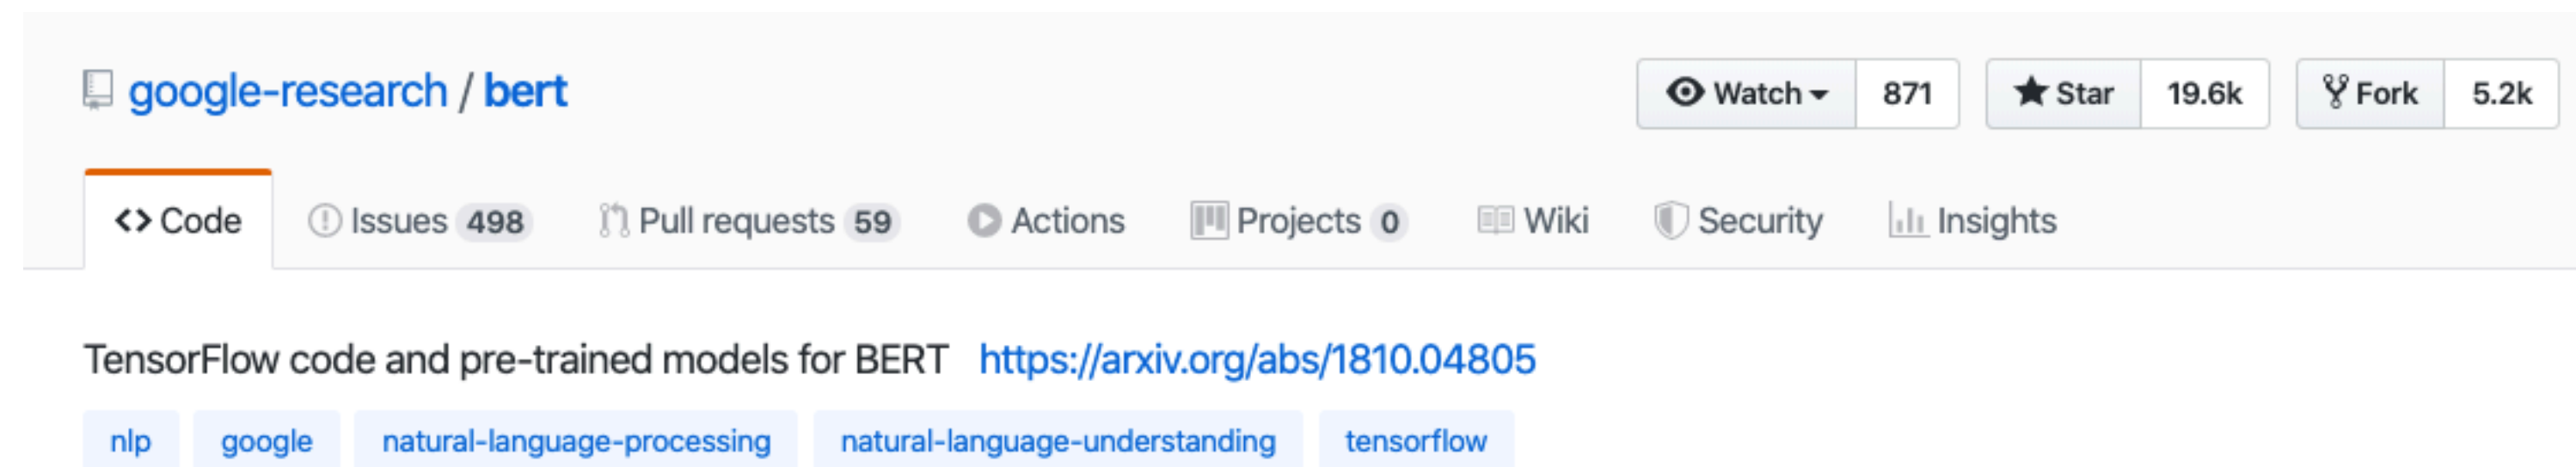 google-research / bert Watch 871 Star 19.6k Fork 5.2k
<> Code Issues 498 Pull requests 59 Actions Projects 0 Wiki Security Insights
TensorFlow code and pre-trained models for BERT https://arxiv.org/abs/1810.04805
nlp google natural-language-processing natural-language-understanding tensorflow